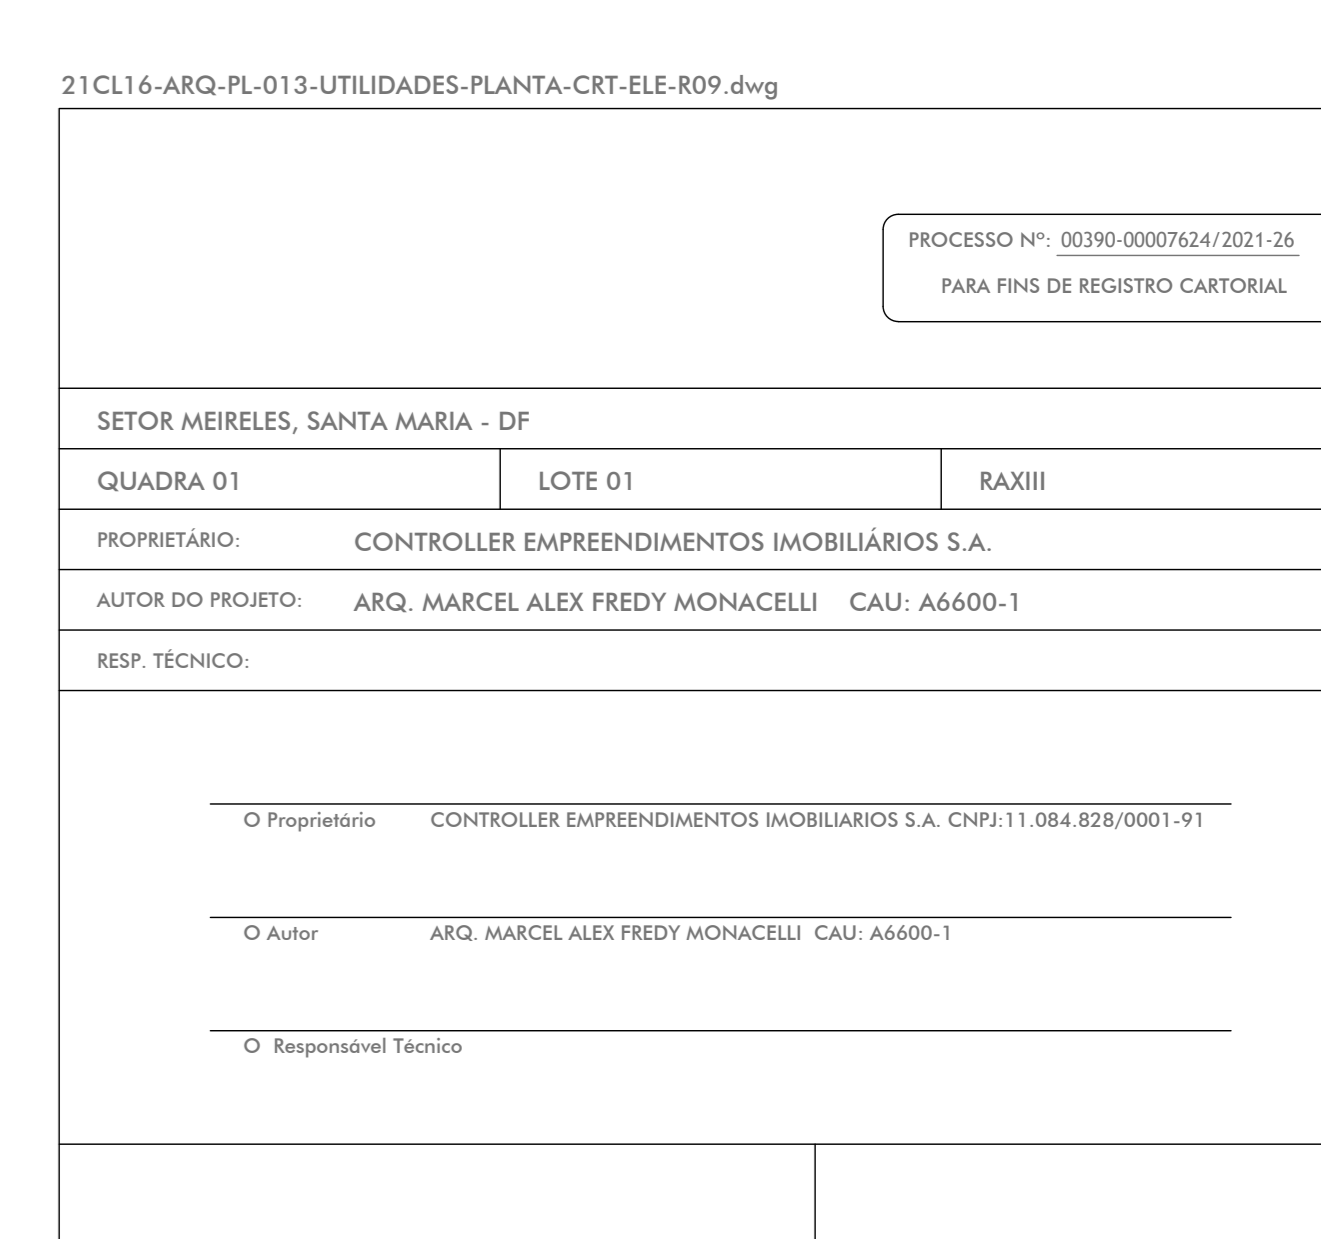 21CL16-ARQ-PL-013-UTILIDADES-PLANTA-CRT-ELE-R09.dwg
PROCESSO Nº: 00390-00007624/2021-26
PARA FINS DE REGISTRO CARTORIAL
SETOR MEIRELES, SANTA MARIA - DF
QUADRA 01 LOTE 01 RAXIII
PROPRIETÁRIO: CONTROLLER EMPREENDIMENTOS IMOBILIÁRIOS S.A.
AUTOR DO PROJETO: ARQ. MARCEL ALEX FREDY MONACELLI CAU: A6600-1
RESP. TÉCNICO:
O Proprietário CONTROLLER EMPREENDIMENTOS IMOBILIARIOS S.A. CNPJ:11.084.828/0001-91
O Autor ARQ. MARCEL ALEX FREDY MONACELLI CAU: A6600-1
O Responsável Técnico